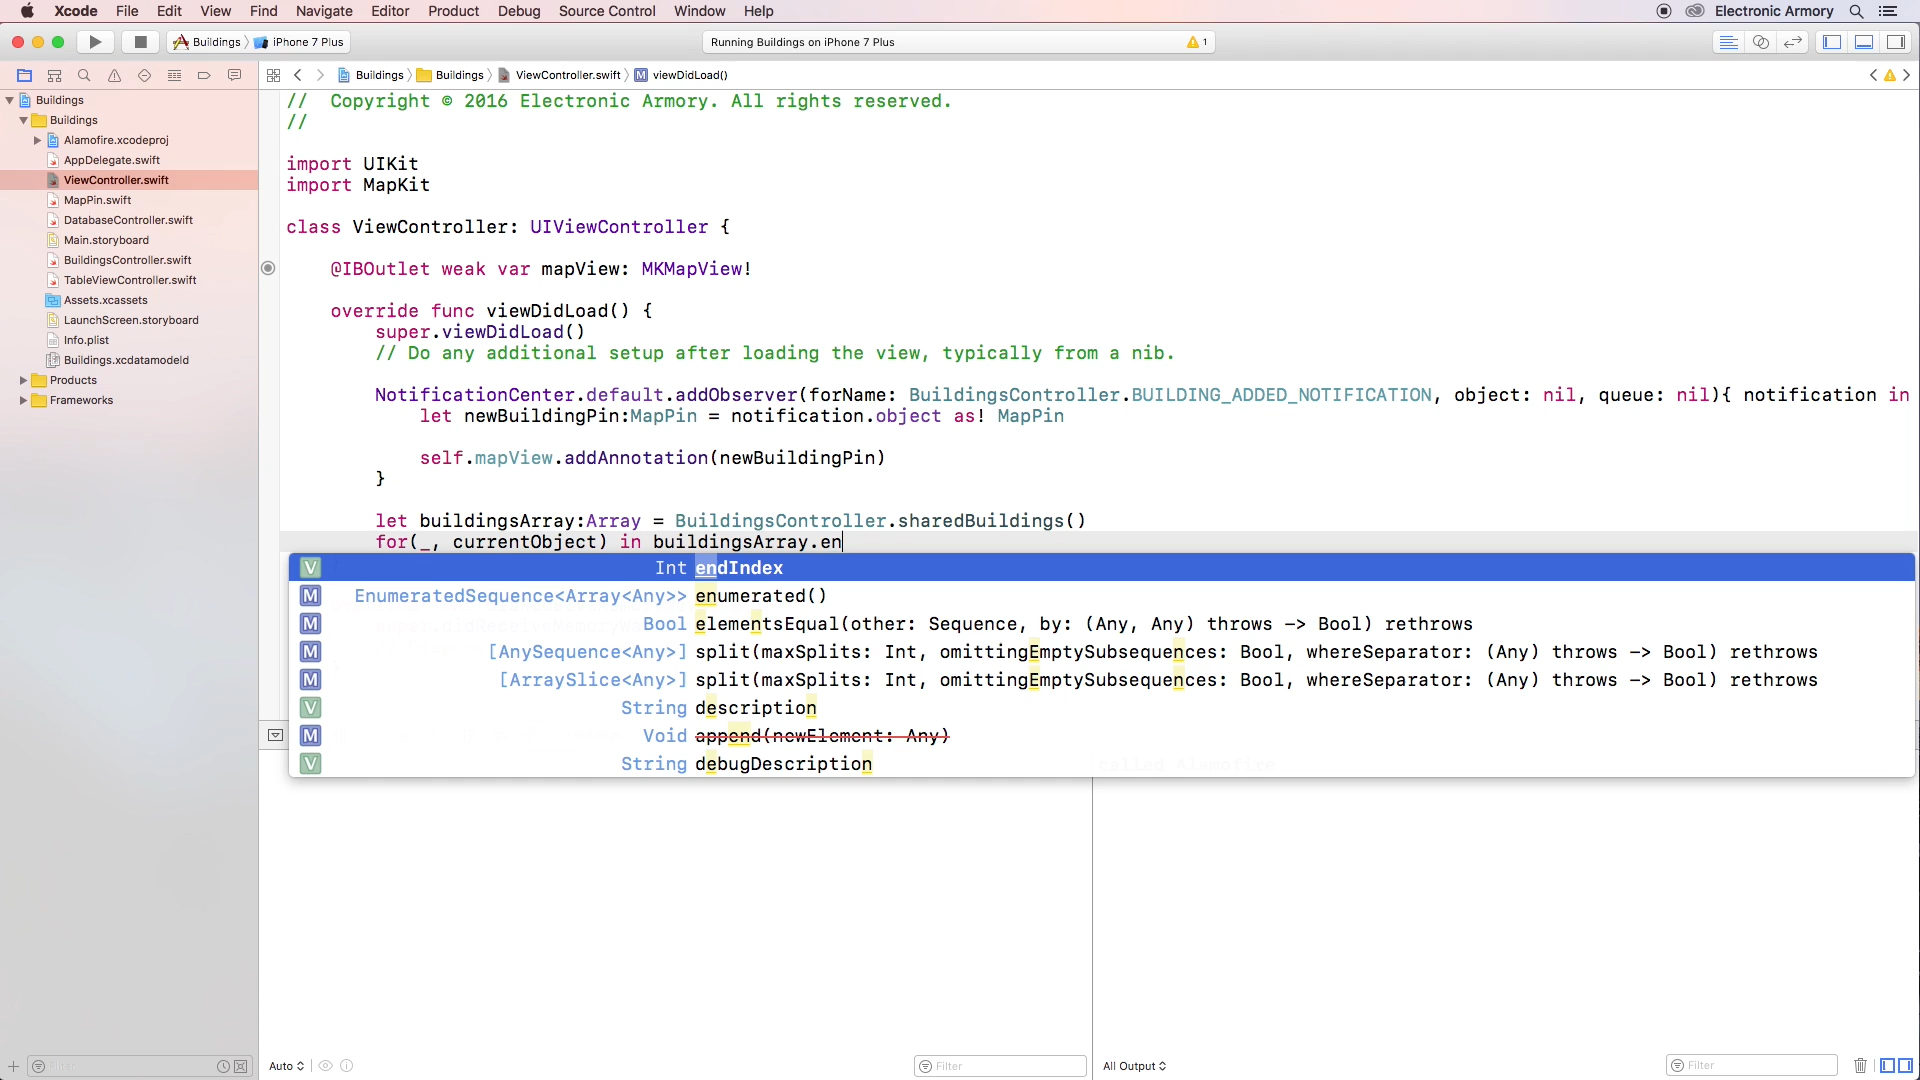 Xcode File Edit View Find Navigate Editor Product Debug Source Control Window Help Electronic Armory
Buildings iPhone 7 Plus Running Buildings on iPhone 7 Plus 1
Buildings Buildings ViewController.swift M viewDidLoad()
Buildings
Buildings
Alamofire.xcodeproj
AppDelegate.swift
ViewController.swift
MapPin.swift
DatabaseController.swift
Main.storyboard
BuildingsController.swift
TableViewController.swift
Assets.xcassets
LaunchScreen.storyboard
Info.plist
Buildings.xcdatamodeld
Products
Frameworks
// Copyright © 2016 Electronic Armory. All rights reserved.
//
import UIKit
import MapKit
class ViewController: UIViewController {
@IBOutlet weak var mapView: MKMapView!
override func viewDidLoad() {
super.viewDidLoad()
// Do any additional setup after loading the view, typically from a nib.
NotificationCenter.default.addObserver(forName: BuildingsController.BUILDING_ADDED_NOTIFICATION, object: nil, queue: nil){ notification in
let newBuildingPin:MapPin = notification.object as! MapPin
self.mapView.addAnnotation(newBuildingPin)
}
let buildingsArray:Array = BuildingsController.sharedBuildings()
for(_, currentObject) in buildingsArray.en
V Int endIndex
M EnumeratedSequence<Array<Any>> enumerated()
M Bool elementsEqual(other: Sequence, by: (Any, Any) throws -> Bool) rethrows
M [AnySequence<Any>] split(maxSplits: Int, omittingEmptySubsequences: Bool, whereSeparator: (Any) throws -> Bool) rethrows
M [ArraySlice<Any>] split(maxSplits: Int, omittingEmptySubsequences: Bool, whereSeparator: (Any) throws -> Bool) rethrows
V String description
M Void append(newElement: Any)
V String debugDescription
called Alamofire
Filter Auto Filter All Output Filter